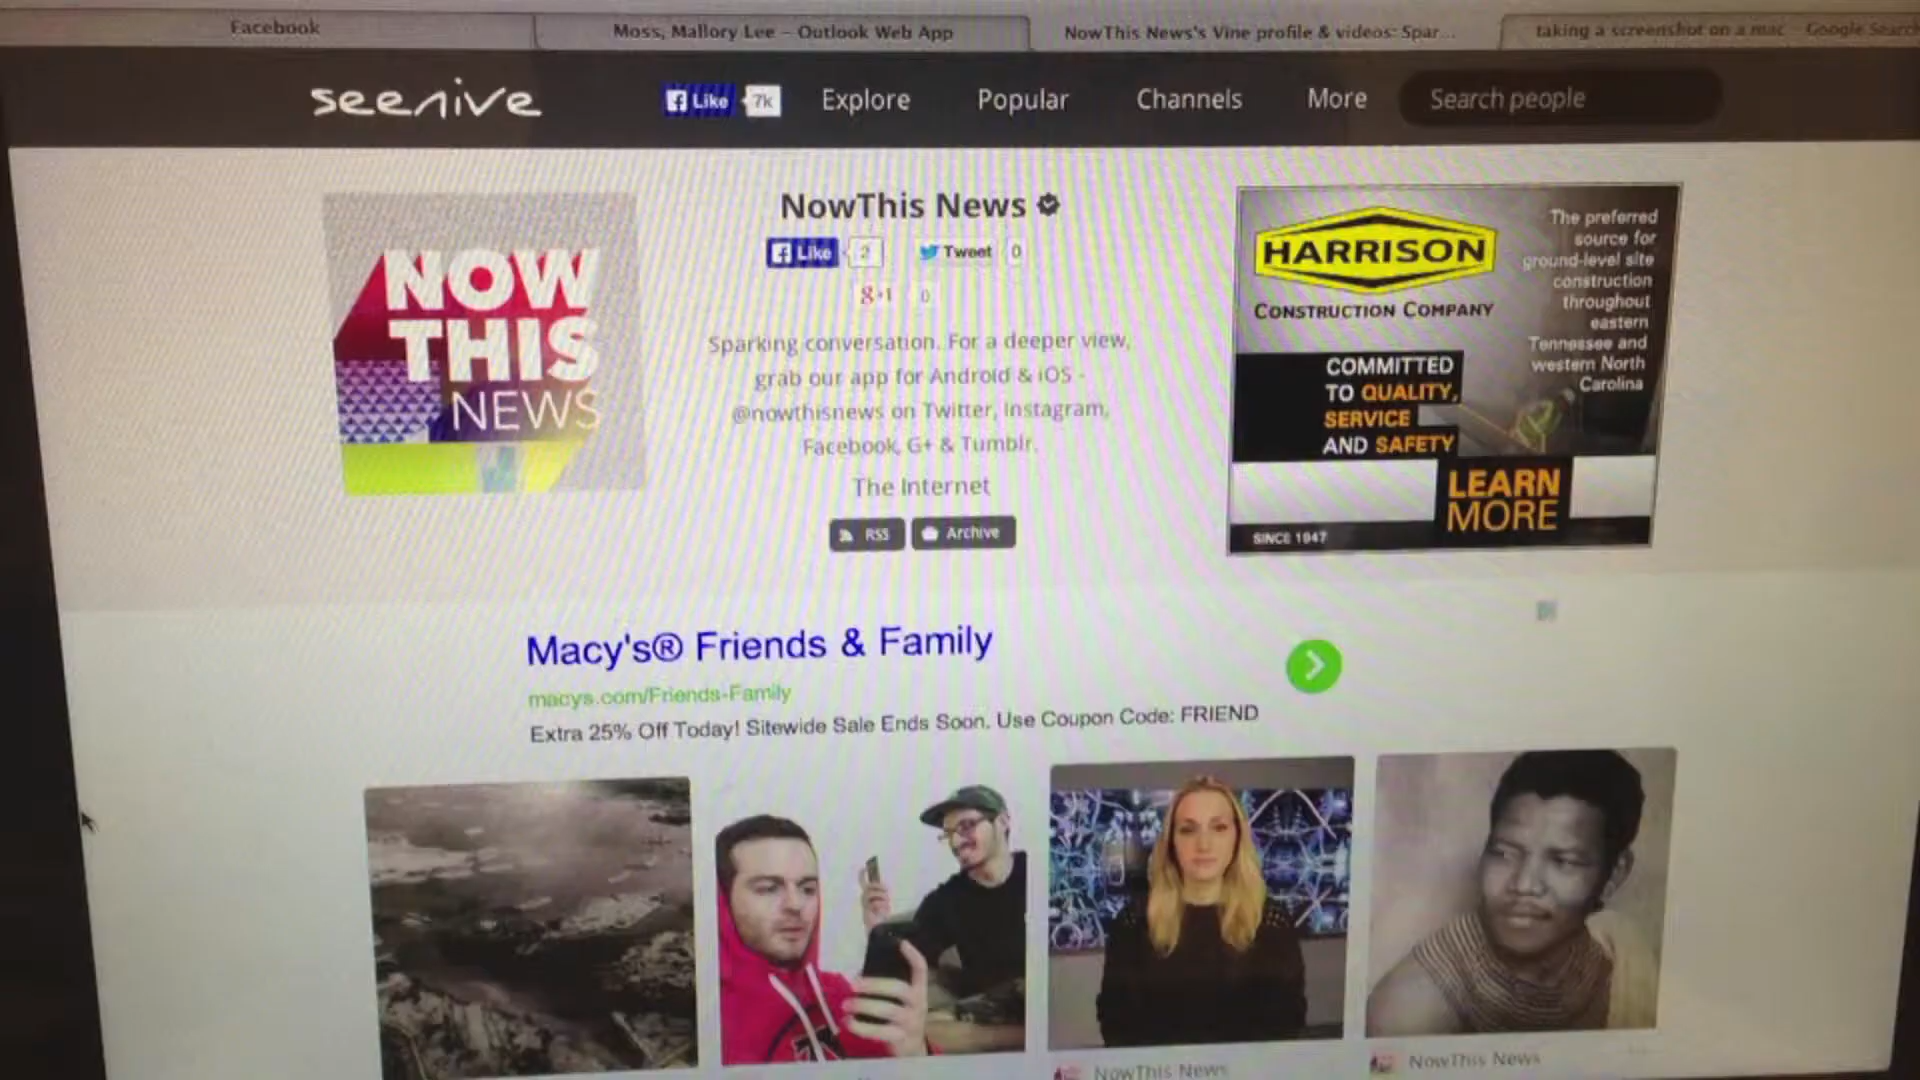 Facebook
Moss, Mallory Lee – Outlook Web App
NowThis News's Vine profile & videos: Spar...
taking a screenshot on a mac - Google Search
seenive
Like 7k
Explore
Popular
Channels
More
Search people
NOW
THIS
NEWS
NowThis News
Like 2
Tweet 0
g+1 0
Sparking conversation. For a deeper view,
grab our app for Android & iOS -
@nowthisnews on Twitter, Instagram,
Facebook, G+ & Tumblr.
The Internet
RSS
Archive
HARRISON
CONSTRUCTION COMPANY
The preferred
source for
ground-level site
construction
throughout
eastern
Tennessee and
western North
Carolina
COMMITTED
TO QUALITY,
SERVICE
AND SAFETY
LEARN
MORE
SINCE 1947
Macy's® Friends & Family
macys.com/Friends-Family
Extra 25% Off Today! Sitewide Sale Ends Soon. Use Coupon Code: FRIEND
NowThis News
NowThis News